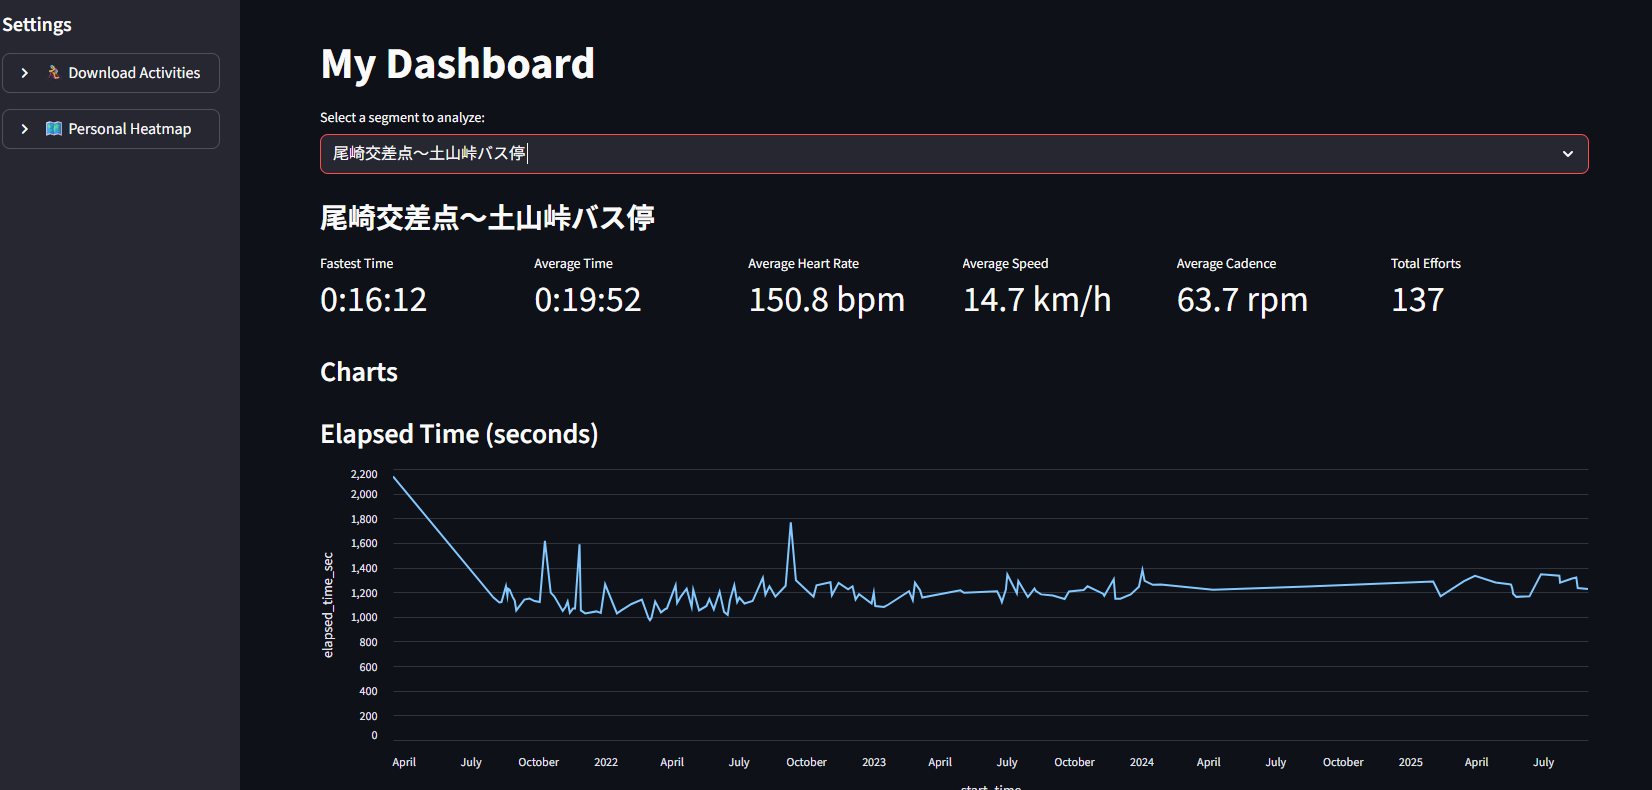 Settings
Download Activities
Personal Heatmap
My Dashboard
Select a segment to analyze:
尾崎交差点～土山峠バス停
尾崎交差点～土山峠バス停
Fastest Time Average Time Average Heart Rate Average Speed Average Cadence Total Efforts
0:16:12 0:19:52 150.8 bpm 14.7 km/h 63.7 rpm 137
Charts
Elapsed Time (seconds)
2,200
2,000
1,800
1,600
1,400
1,200
1,000
800
600
400
200
0
elapsed_time_sec
April July October 2022 April July October 2023 April July October 2024 April July October 2025 April July
start_time